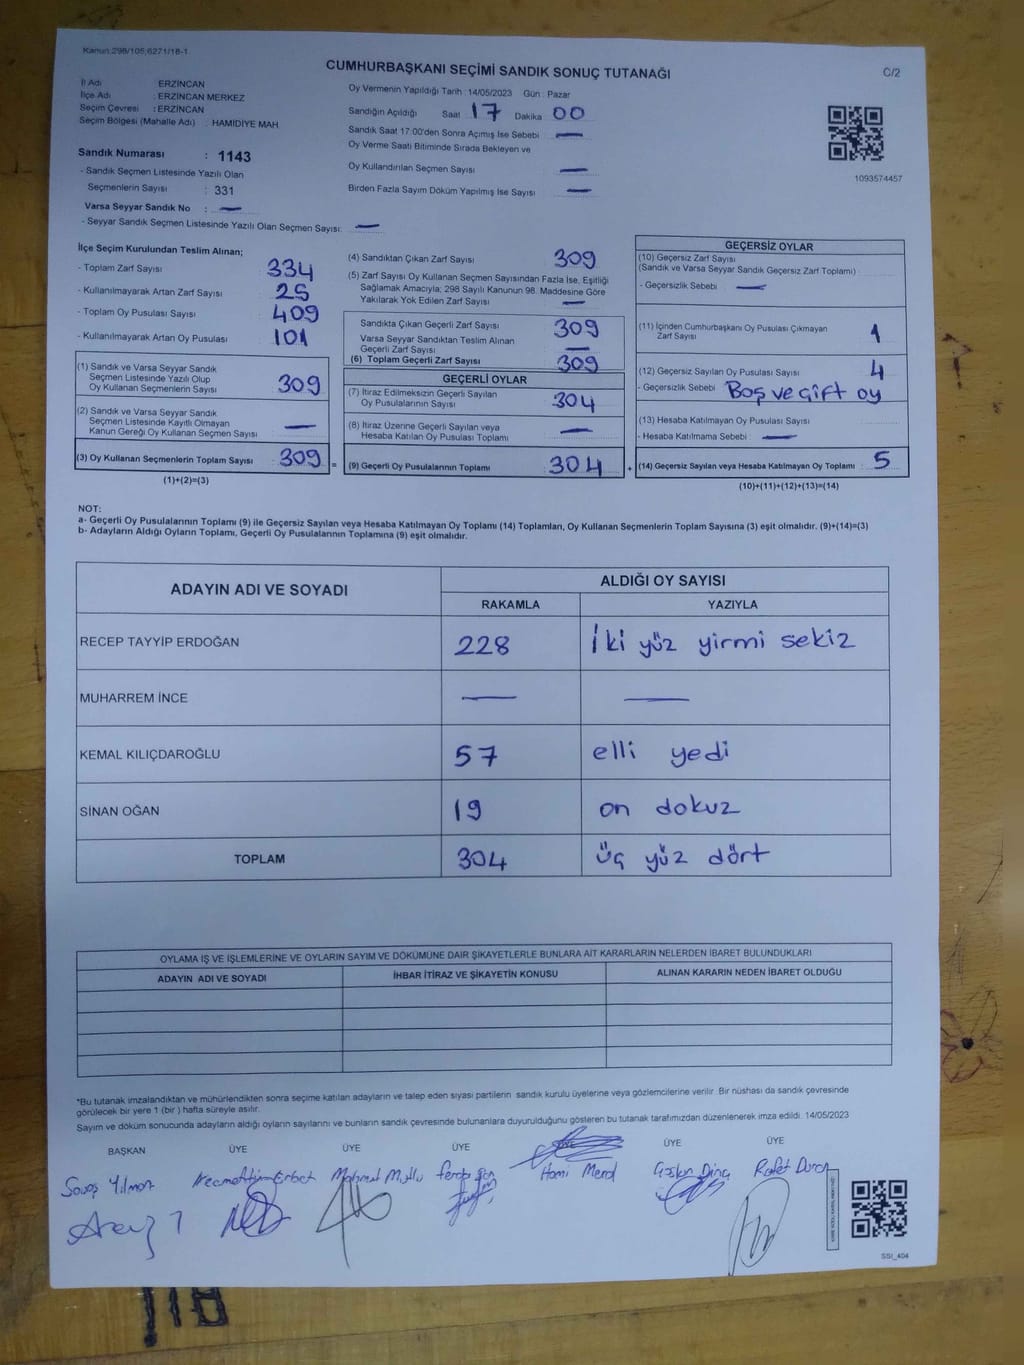 Kanun:298/105,6271/18-1
CUMHURBAŞKANI SEÇİMİ SANDIK SONUÇ TUTANAĞI
C/2
İl Adı : ERZİNCAN
İlçe Adı : ERZİNCAN MERKEZ
Seçim Çevresi : ERZİNCAN
Seçim Bölgesi (Mahalle Adı) : HAMİDİYE MAH.
Sandık Numarası : 1143
- Sandık Seçmen Listesinde Yazılı Olan
Seçmenlerin Sayısı : 331
Varsa Seyyar Sandık No : —
- Seyyar Sandık Seçmen Listesinde Yazılı Olan Seçmen Sayısı: —
Oy Vermenin Yapıldığı Tarih : 14/05/2023 Gün : Pazar
Sandığın Açıldığı Saat 17 Dakika 00
Sandık Saat 17.00'den Sonra Açılmış İse Sebebi —
Oy Verme Saati Bitiminde Sırada Bekleyen ve
Oy Kullandırılan Seçmen Sayısı —
Birden Fazla Sayım Döküm Yapılmış İse Sayısı —
1093574457
İlçe Seçim Kurulundan Teslim Alınan;
- Toplam Zarf Sayısı 334
- Kullanılmayarak Artan Zarf Sayısı 25
- Toplam Oy Pusulası Sayısı 409
- Kullanılmayarak Artan Oy Pusulası 101
(1) Sandık ve Varsa Seyyar Sandık
Seçmen Listesinde Yazılı Olup
Oy Kullanan Seçmenlerin Sayısı 309
(2) Sandık ve Varsa Seyyar Sandık
Seçmen Listesinde Kayıtlı Olmayan
Kanun Gereği Oy Kullanan Seçmen Sayısı —
(3) Oy Kullanan Seçmenlerin Toplam Sayısı 309 =
(1)+(2)=(3)
(4) Sandıktan Çıkan Zarf Sayısı 309
(5) Zarf Sayısı Oy Kullanan Seçmen Sayısından Fazla İse, Eşitliği
Sağlamak Amacıyla; 298 Sayılı Kanunun 98. Maddesine Göre
Yakılarak Yok Edilen Zarf Sayısı —
Sandıkta Çıkan Geçerli Zarf Sayısı 309
Varsa Seyyar Sandıktan Teslim Alınan
Geçerli Zarf Sayısı —
(6) Toplam Geçerli Zarf Sayısı 309
GEÇERLİ OYLAR
(7) İtiraz Edilmeksizin Geçerli Sayılan
Oy Pusulalarının Sayısı 304
(8) İtiraz Üzerine Geçerli Sayılan veya
Hesaba Katılan Oy Pusulası Toplamı —
(9) Geçerli Oy Pusulalarının Toplamı : 304 +
GEÇERSİZ OYLAR
(10) Geçersiz Zarf Sayısı
(Sandık ve Varsa Seyyar Sandık Geçersiz Zarf Toplamı)
- Geçersizlik Sebebi : —
(11) İçinden Cumhurbaşkanı Oy Pusulası Çıkmayan
Zarf Sayısı 1
(12) Geçersiz Sayılan Oy Pusulası Sayısı 4
- Geçersizlik Sebebi : Boş ve Çift oy
(13) Hesaba Katılmayan Oy Pusulası Sayısı
- Hesaba Katılmama Sebebi : —
(14) Geçersiz Sayılan veya Hesaba Katılmayan Oy Toplamı : 5
(10)+(11)+(12)+(13)=(14)
NOT:
a- Geçerli Oy Pusulalarının Toplamı (9) ile Geçersiz Sayılan veya Hesaba Katılmayan Oy Toplamı (14) Toplamları, Oy Kullanan Seçmenlerin Toplam Sayısına (3) eşit olmalıdır. (9)+(14)=(3)
b- Adayların Aldığı Oyların Toplamı, Geçerli Oy Pusulalarının Toplamına (9) eşit olmalıdır.
ADAYIN ADI VE SOYADI
ALDIĞI OY SAYISI
RAKAMLA YAZIYLA
RECEP TAYYİP ERDOĞAN 228 İki yüz yirmi sekiz
MUHARREM İNCE — —
KEMAL KILIÇDAROĞLU 57 elli yedi
SİNAN OĞAN 19 on dokuz
TOPLAM 304 üç yüz dört
OYLAMA İŞ VE İŞLEMLERİNE VE OYLARIN SAYIM VE DÖKÜMÜNE DAİR ŞİKAYETLERLE BUNLARA AİT KARARLARIN NELERDEN İBARET BULUNDUKLARI
ADAYIN ADI VE SOYADI İHBAR İTİRAZ VE ŞİKAYETİN KONUSU ALINAN KARARIN NEDEN İBARET OLDUĞU
*Bu tutanak imzalandıktan ve mühürlendikten sonra seçime katılan adayların ve talep eden siyasi partilerin sandık kurulu üyelerine veya gözlemcilerine verilir. Bir nüshası da sandık çevresinde
görülecek bir yere 1 (bir ) hafta süreyle asılır.
Sayım ve döküm sonucunda adayların aldığı oyların sayılarını ve bunların sandık çevresinde bulunanlara duyurulduğunu gösteren bu tutanak tarafımızdan düzenlenerek imza edildi. 14/05/2023
BAŞKAN ÜYE ÜYE ÜYE ÜYE ÜYE ÜYE
Savaş Yılmaz Necmettin Erbat Mahmut Mutlu Hami Meral Coşkun Dinç Rafet Duran
SSİ_404
118